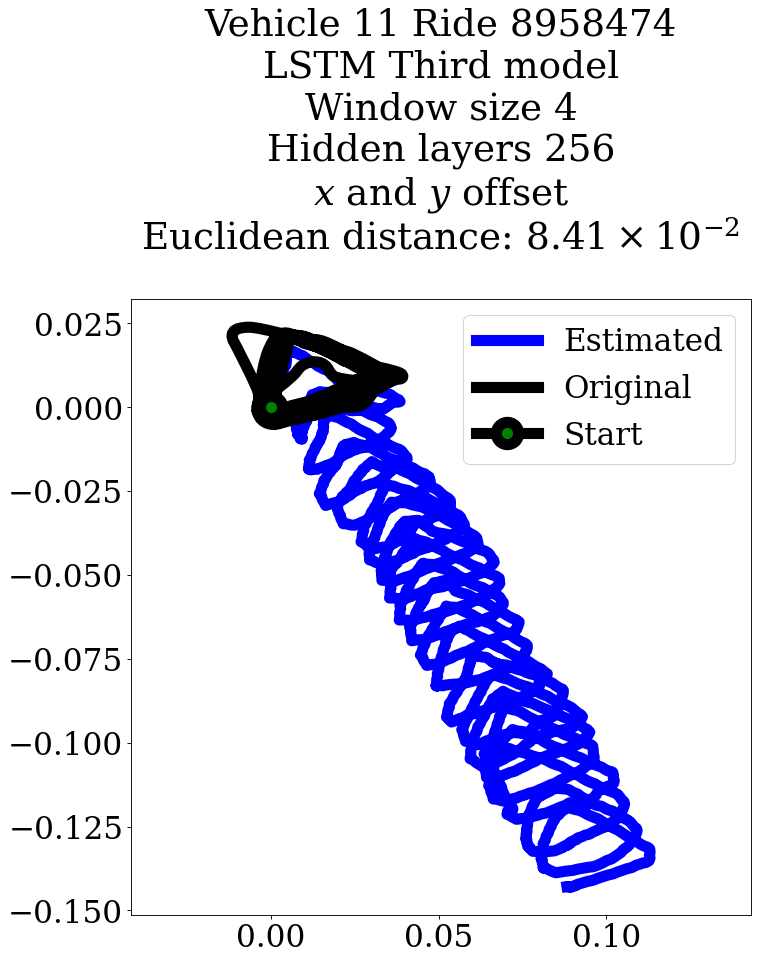 Vehicle 11 Ride 8958474
LSTM Third model
Window size 4
Hidden layers 256
x and y offset
Euclidean distance: 8.41 × 10⁻²
Estimated
Original
Start
0.025
0.000
−0.025
−0.050
−0.075
−0.100
−0.125
−0.150
0.00 0.05 0.10